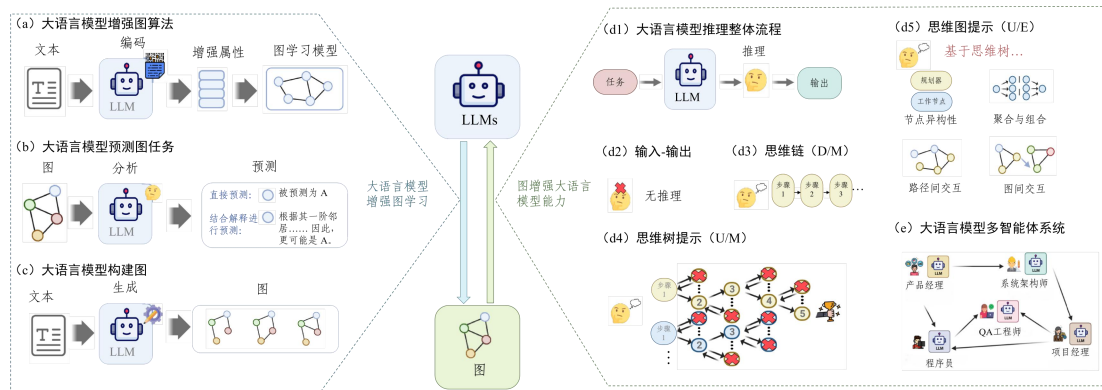 (a) 大语言模型增强图算法
文本
编码
增强属性
图学习模型
LLM
(b) 大语言模型预测图任务
图
分析
预测
LLM
直接预测:
被预测为 A
结合解释进
行预测:
根据其一阶邻
居…… 因此,
更可能是 A。
(c) 大语言模型构建图
文本
生成
图
LLM
LLMs
大语言模型
增强图学习
图增强大语言
模型能力
图
(d1) 大语言模型推理整体流程
任务
LLM
推理
输出
(d2) 输入-输出
无推理
(d3) 思维链 (D/M)
步骤
1
步骤
2
步骤
3
…
(d4) 思维树提示 (U/M)
步骤
1
步骤
1
2
3
4
5
2
3
(d5) 思维图提示 (U/E)
基于思维树…
规划器
工作节点
节点异构性
聚合与组合
路径间交互
图间交互
(e) 大语言模型多智能体系统
LLM
产品经理
LLM
系统架构师
LLM
QA工程师
LLM
程序员
LLM
项目经理